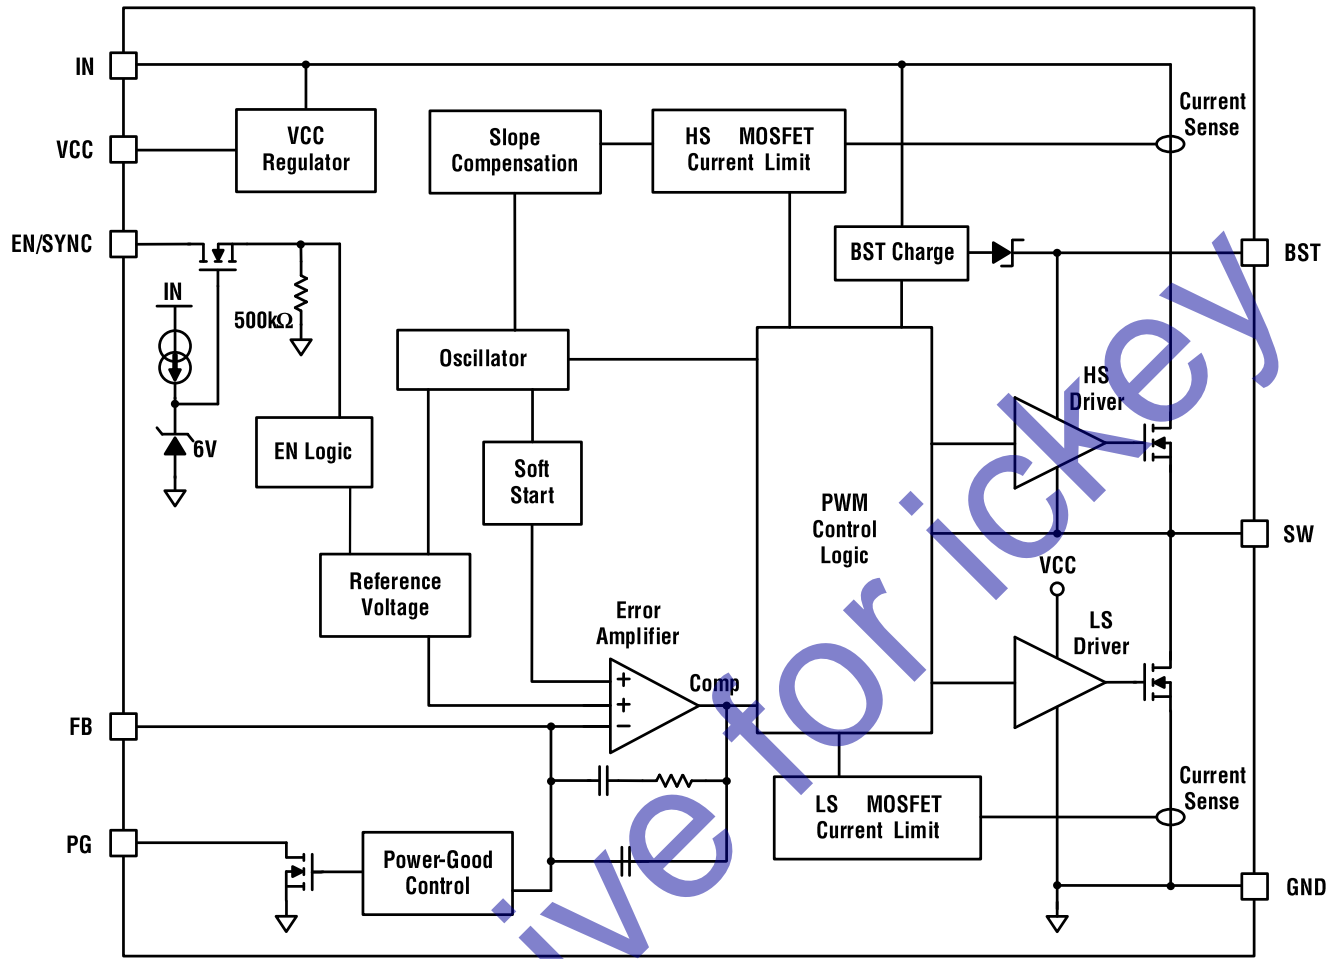 IN
VCC
Regulator
Slope
Compensation
HS MOSFET
Current Limit
Current
Sense
VCC
EN/SYNC
IN
500kΩ
6V
BST Charge
BST
Oscillator
HS
Driver
EN Logic
Soft
Start
PWM
Control
Logic
SW
VCC
Reference
Voltage
Error
Amplifier
LS
Driver
Comp
FB
LS MOSFET
Current Limit
Current
Sense
PG
Power-Good
Control
GND
ive for ickey